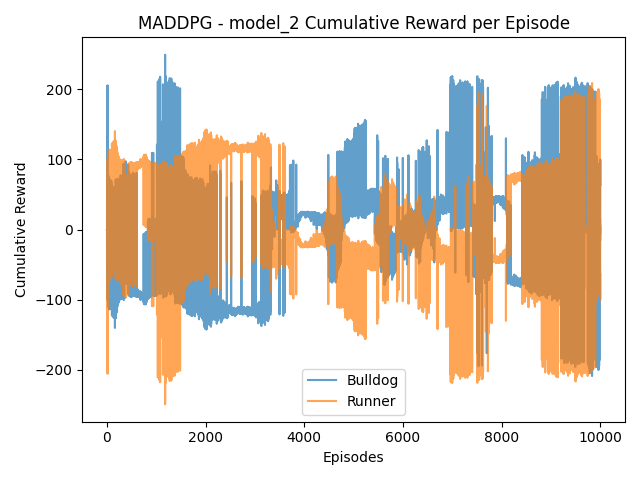 MADDPG - model_2 Cumulative Reward per Episode
Cumulative Reward
200
100
0
−100
−200
Bulldog
Runner
0 2000 4000 6000 8000 10000
Episodes